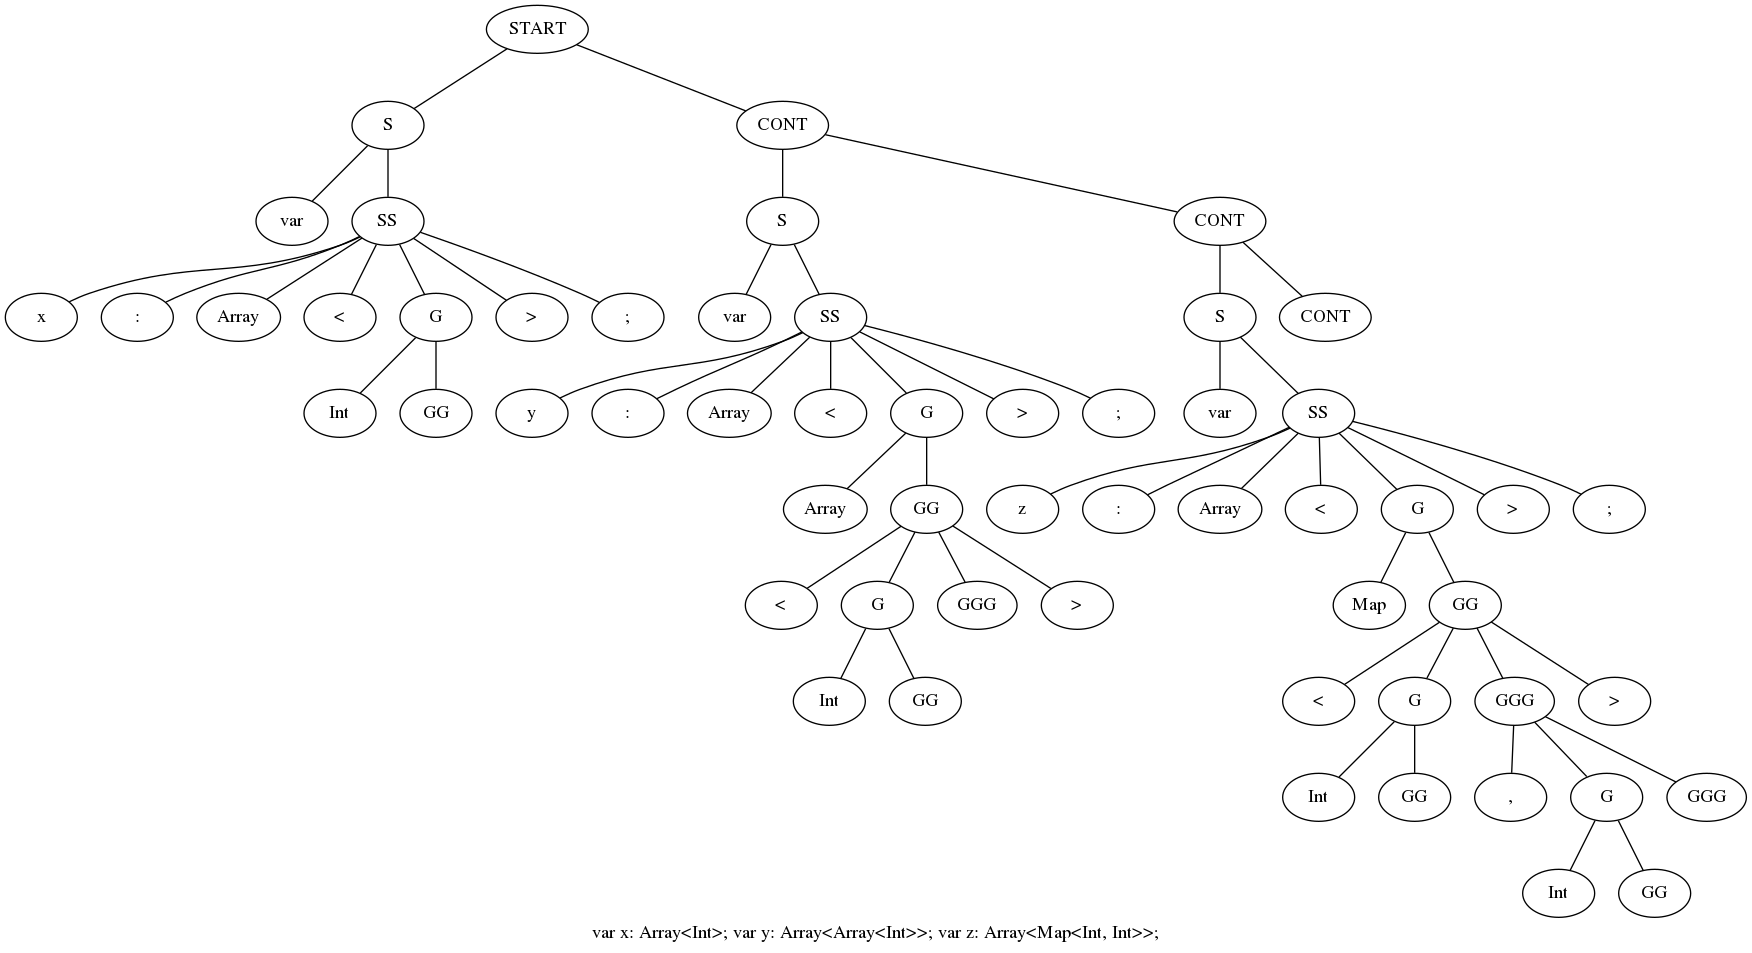 START
S CONT
var SS S CONT
x : Array < G > ; var SS S CONT
Int GG y : Array < G > ; var SS
Array GG z : Array < G > ;
< G GGG > Map GG
Int GG < G GGG >
Int GG , G GGG
Int GG
var x: Array<Int>; var y: Array<Array<Int>>; var z: Array<Map<Int, Int>>;